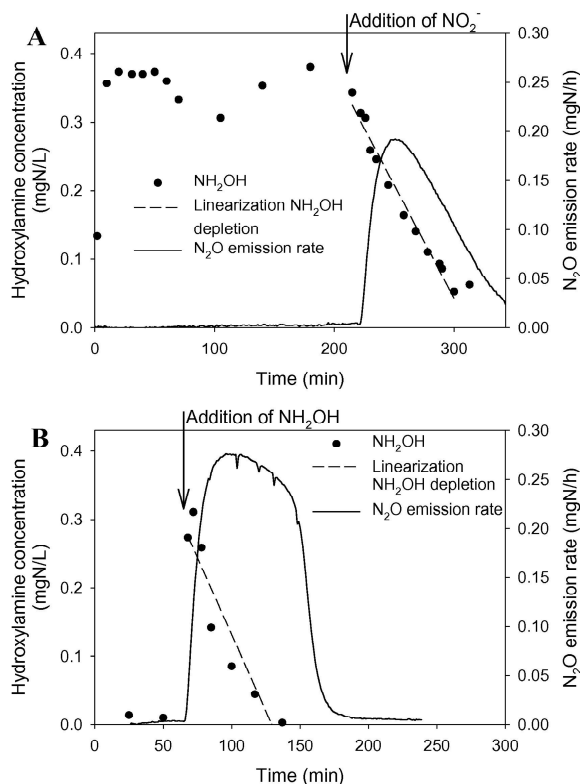 A
Addition of NO₂⁻
0.4
0.3
0.2
0.1
0.0
Hydroxylamine concentration
(mgN/L)
NH₂OH
Linearization NH₂OH
depletion
N₂O emission rate
0.30
0.25
0.20
0.15
0.10
0.05
0.00
N₂O emission rate (mgN/h)
0
100
200
300
Time (min)
B
Addition of NH₂OH
0.4
0.3
0.2
0.1
0.0
Hydroxylamine concentration
(mgN/L)
NH₂OH
Linearization
NH₂OH depletion
N₂O emission rate
0.30
0.25
0.20
0.15
0.10
0.05
0.00
N₂O emission rate (mgN/h)
0
50
100
150
200
250
300
Time (min)